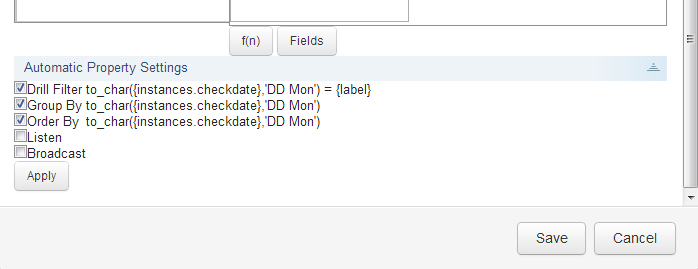 f(n) Fields
Automatic Property Settings
Drill Filter to_char({instances.checkdate},'DD Mon') = {label}
Group By to_char({instances.checkdate},'DD Mon')
Order By to_char({instances.checkdate},'DD Mon')
Listen
Broadcast
Apply
Save Cancel